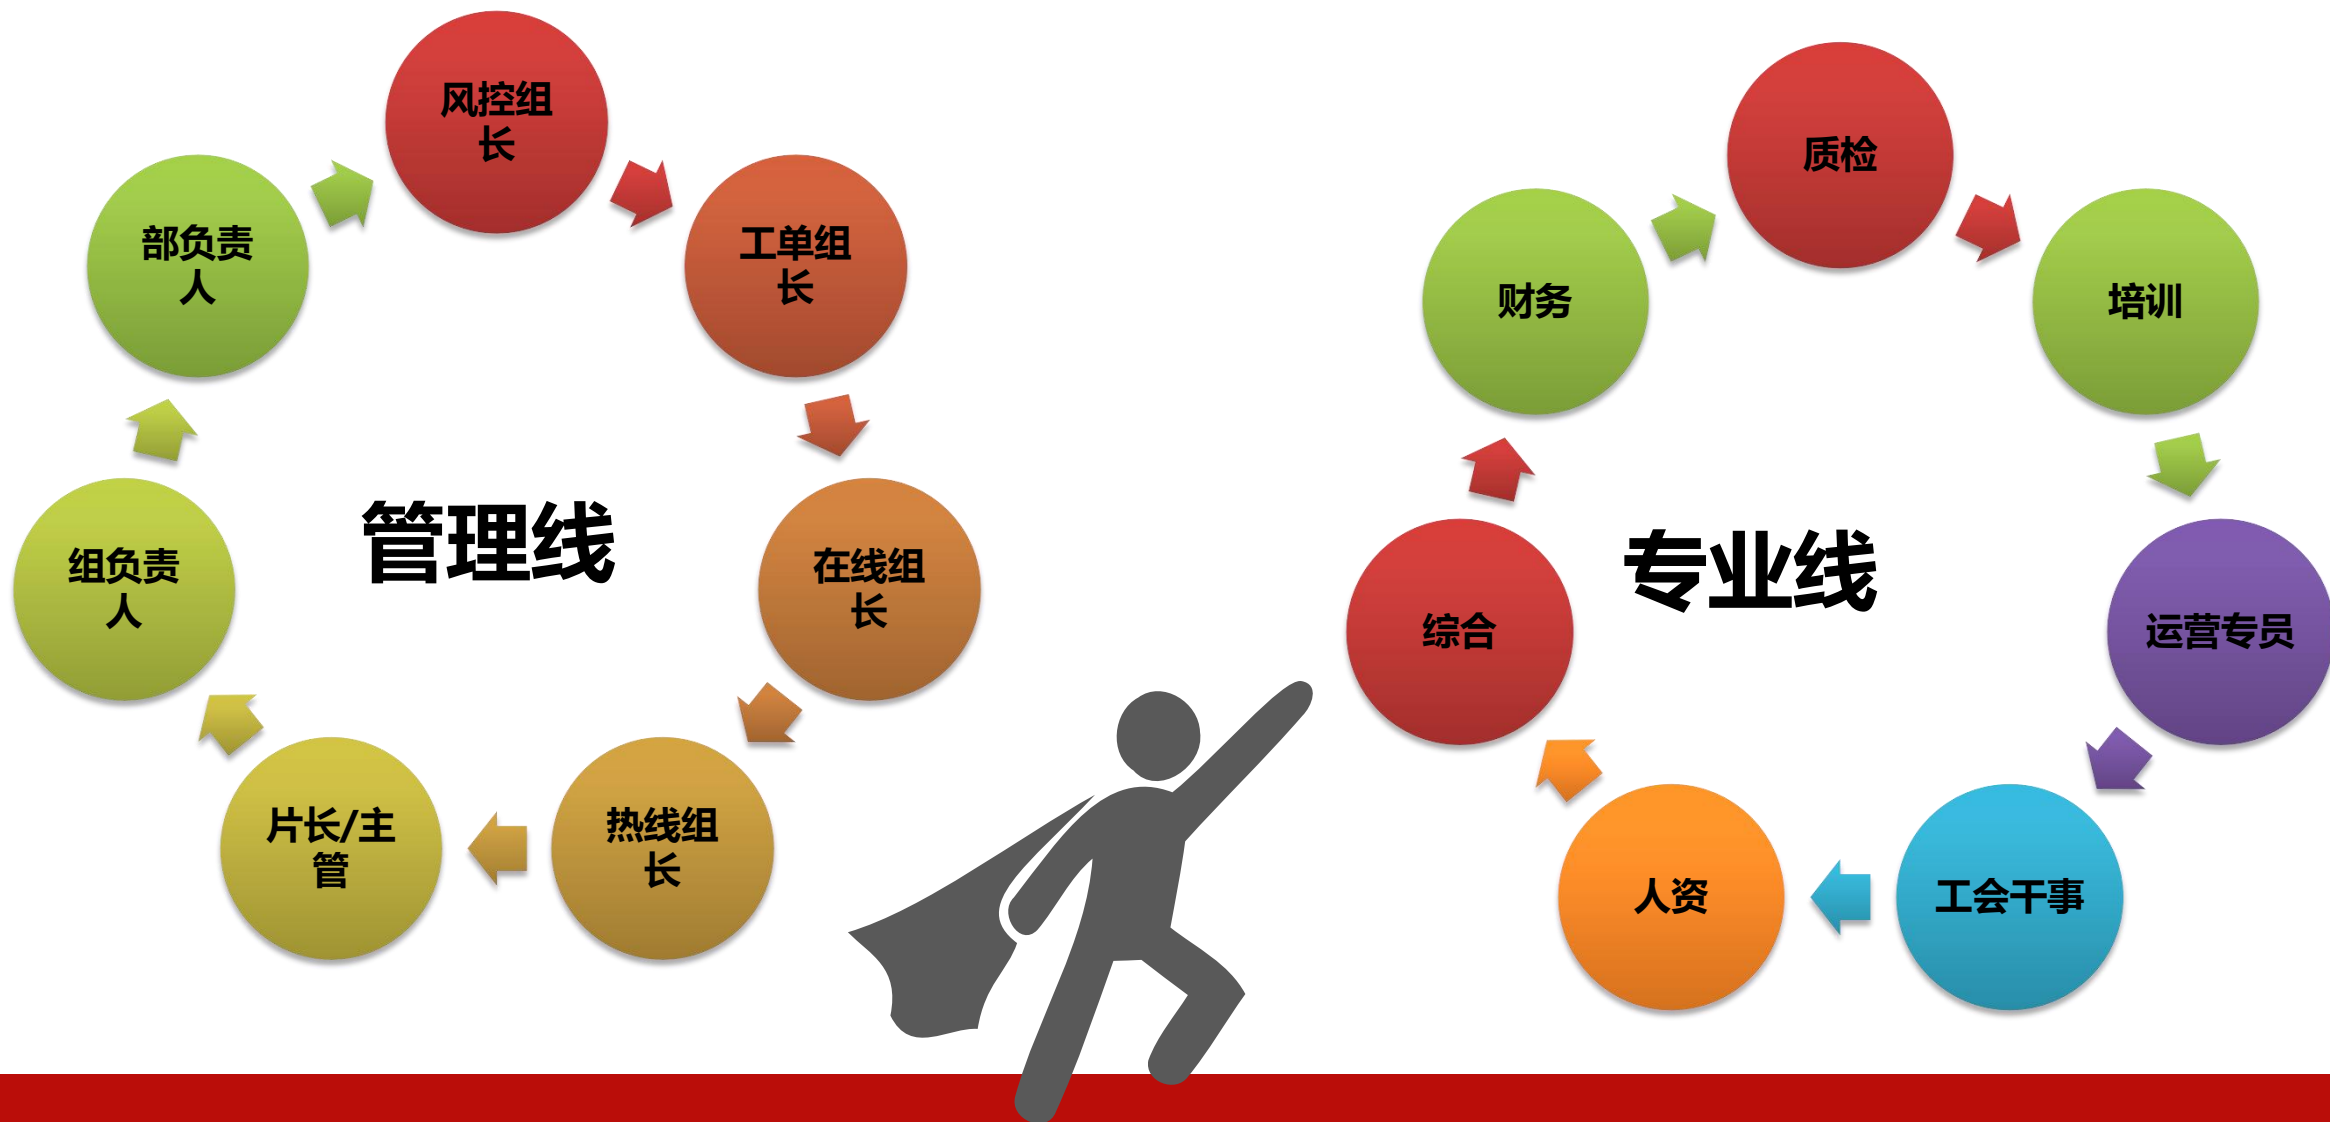 管理线
风控组
长
工单组
长
在线组
长
热线组
长
片长/主
管
组负责
人
部负责
人
专业线
质检
培训
运营专员
工会干事
人资
综合
财务